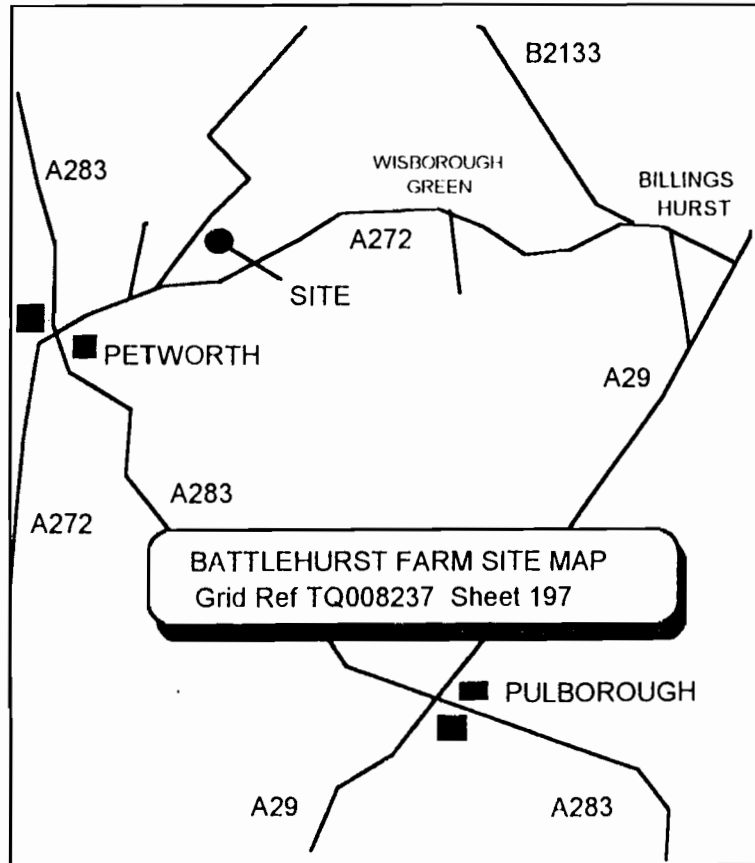 B2133
A283
WISBOROUGH
GREEN
BILLINGS
HURST
A272
SITE
PETWORTH
A29
A283
A272
BATTLEHURST FARM SITE MAP
Grid Ref TQ008237 Sheet 197
PULBOROUGH
A29
A283